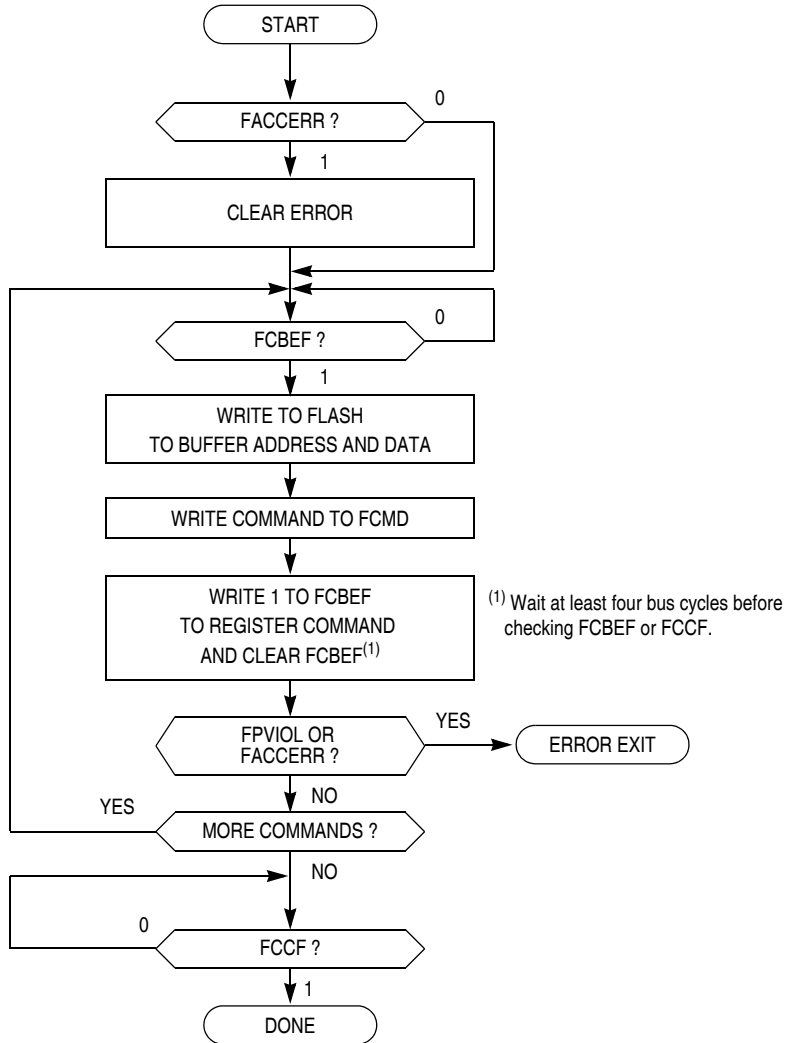 START
0
FACCERR ?
1
CLEAR ERROR
0
FCBEF ?
1
WRITE TO FLASH
TO BUFFER ADDRESS AND DATA
WRITE COMMAND TO FCMD
WRITE 1 TO FCBEF
TO REGISTER COMMAND
AND CLEAR FCBEF(1)
(1) Wait at least four bus cycles before
checking FCBEF or FCCF.
FPVIOL OR
FACCERR ?
YES
ERROR EXIT
NO
YES
MORE COMMANDS ?
NO
0
FCCF ?
1
DONE